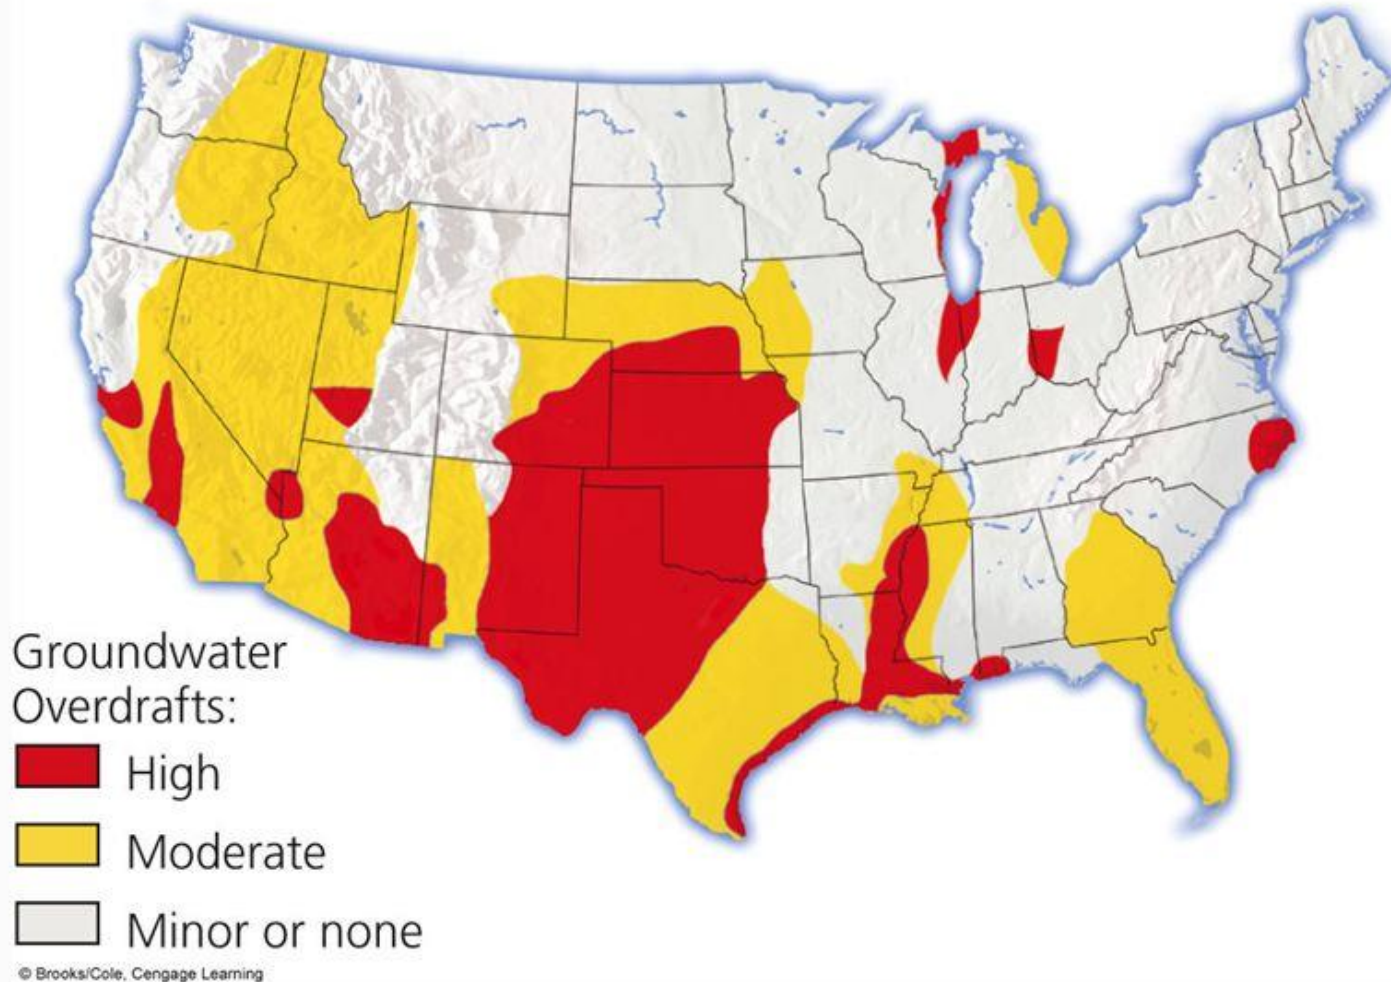 Groundwater
Overdrafts:
High
Moderate
Minor or none
© Brooks/Cole, Cengage Learning